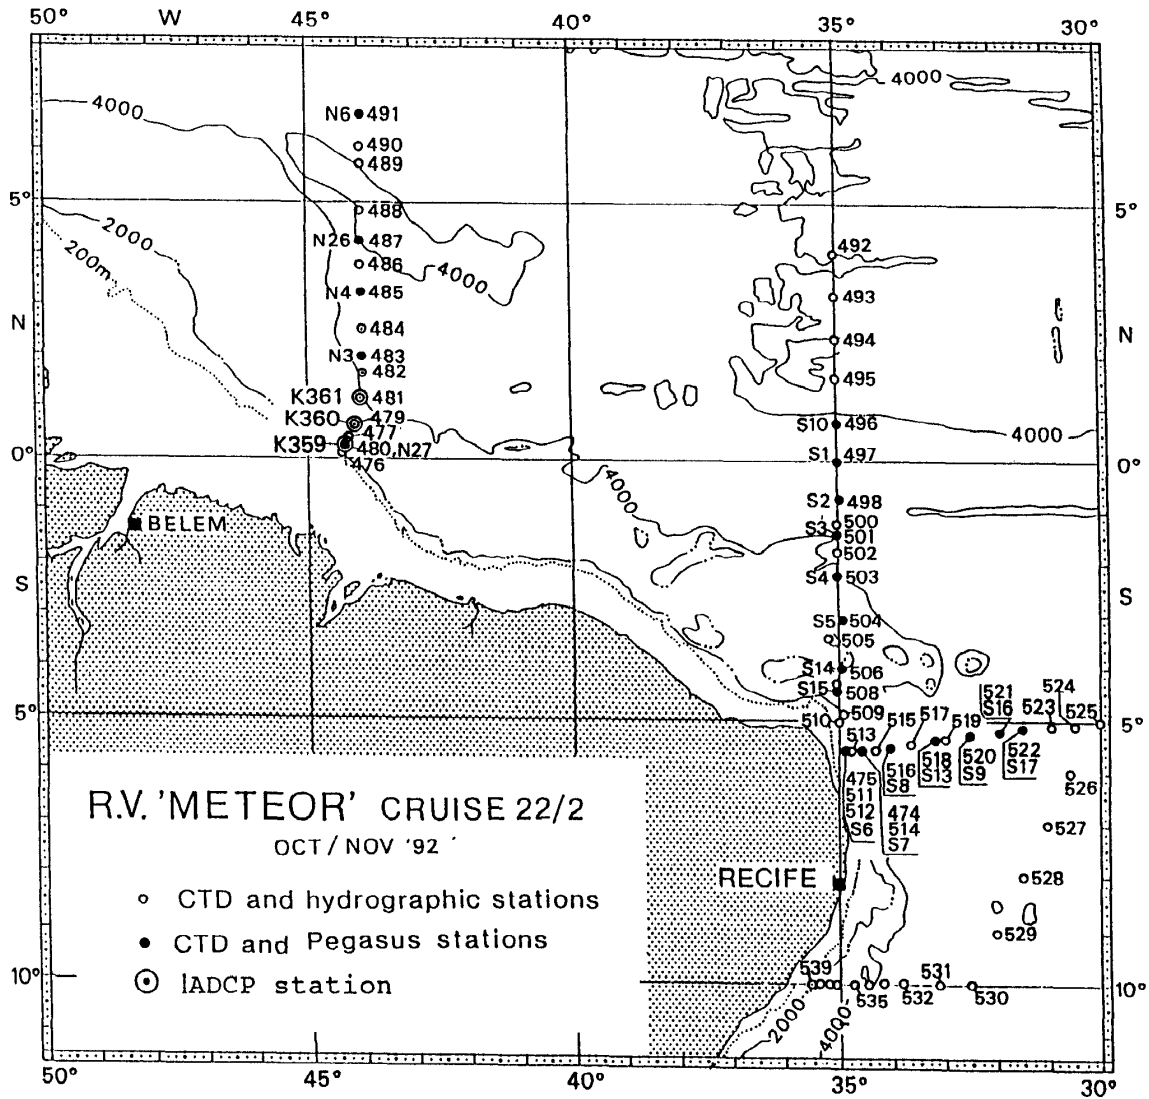 50° W 45° 40° 35° 30°
4000
4000
N6 491
490
489
5°
488
5°
2000
N26 487
492
200m
486
4000
N4 485
493
N
484
494
N
N3 483
482
495
K361 481
K360 479
S10 496
477
4000
K359 480,N27
S1 497
0°
476
0°
4000
S2 498
BELEM
500
S3 501
502
S
S4 503
S
S5 504
505
S14 506
S15 508
521
S16
524
523
525
5°
510
509
5°
513
515
517
519
475
511
512
S6
516
S8
518
S13
520
S9
522
S17
526
474
514
S7
527
R.V. 'METEOR' CRUISE 22/2
OCT / NOV '92
RECIFE
528
CTD and hydrographic stations
529
CTD and Pegasus stations
539
531
10°
lADCP station
535
532
530
10°
2000
4000
50° 45° 40° 35° 30°